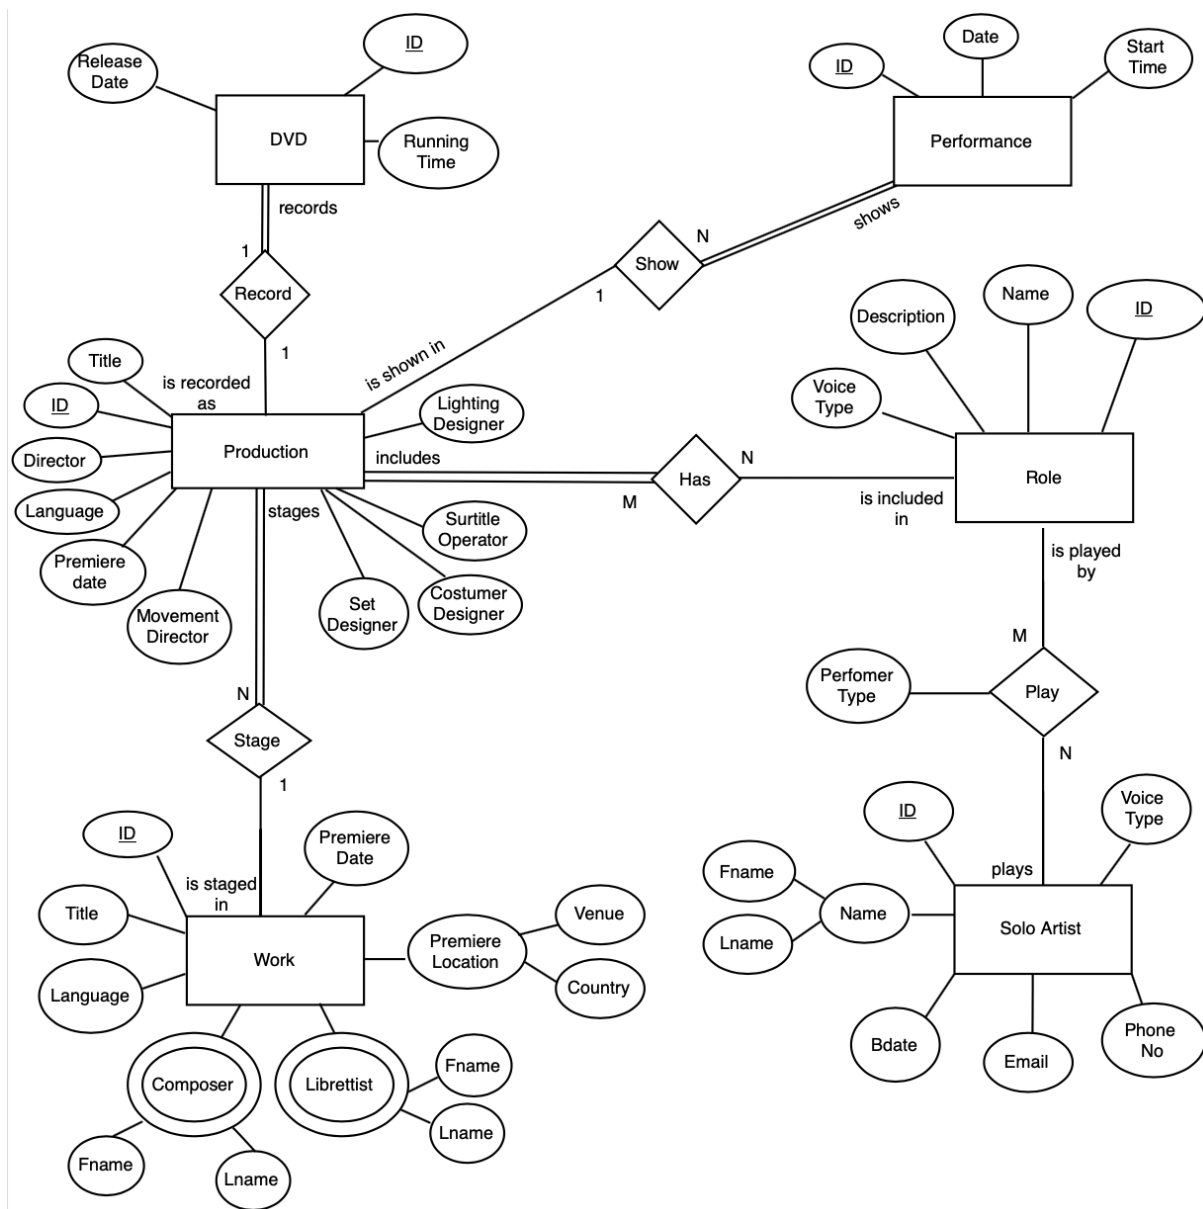 ID
Release
Date
DVD
Running
Time
records
1
Record
1
is recorded
as
Date
ID
Start
Time
Performance
shows
N
Show
1
is shown in
Title
ID
Director
Language
Premiere
date
Movement
Director
Production
Lighting
Designer
includes
stages
Surtitle
Operator
Costumer
Designer
Set
Designer
M
Has
N
Description
Name
ID
Voice
Type
Role
is included
in
is played
by
M
Perfomer
Type
Play
N
plays
N
Stage
1
is staged
in
ID
Premiere
Date
Title
Language
Work
Premiere
Location
Venue
Country
Composer
Fname
Lname
Librettist
Fname
Lname
ID
Voice
Type
Fname
Lname
Name
Solo Artist
Bdate
Email
Phone
No